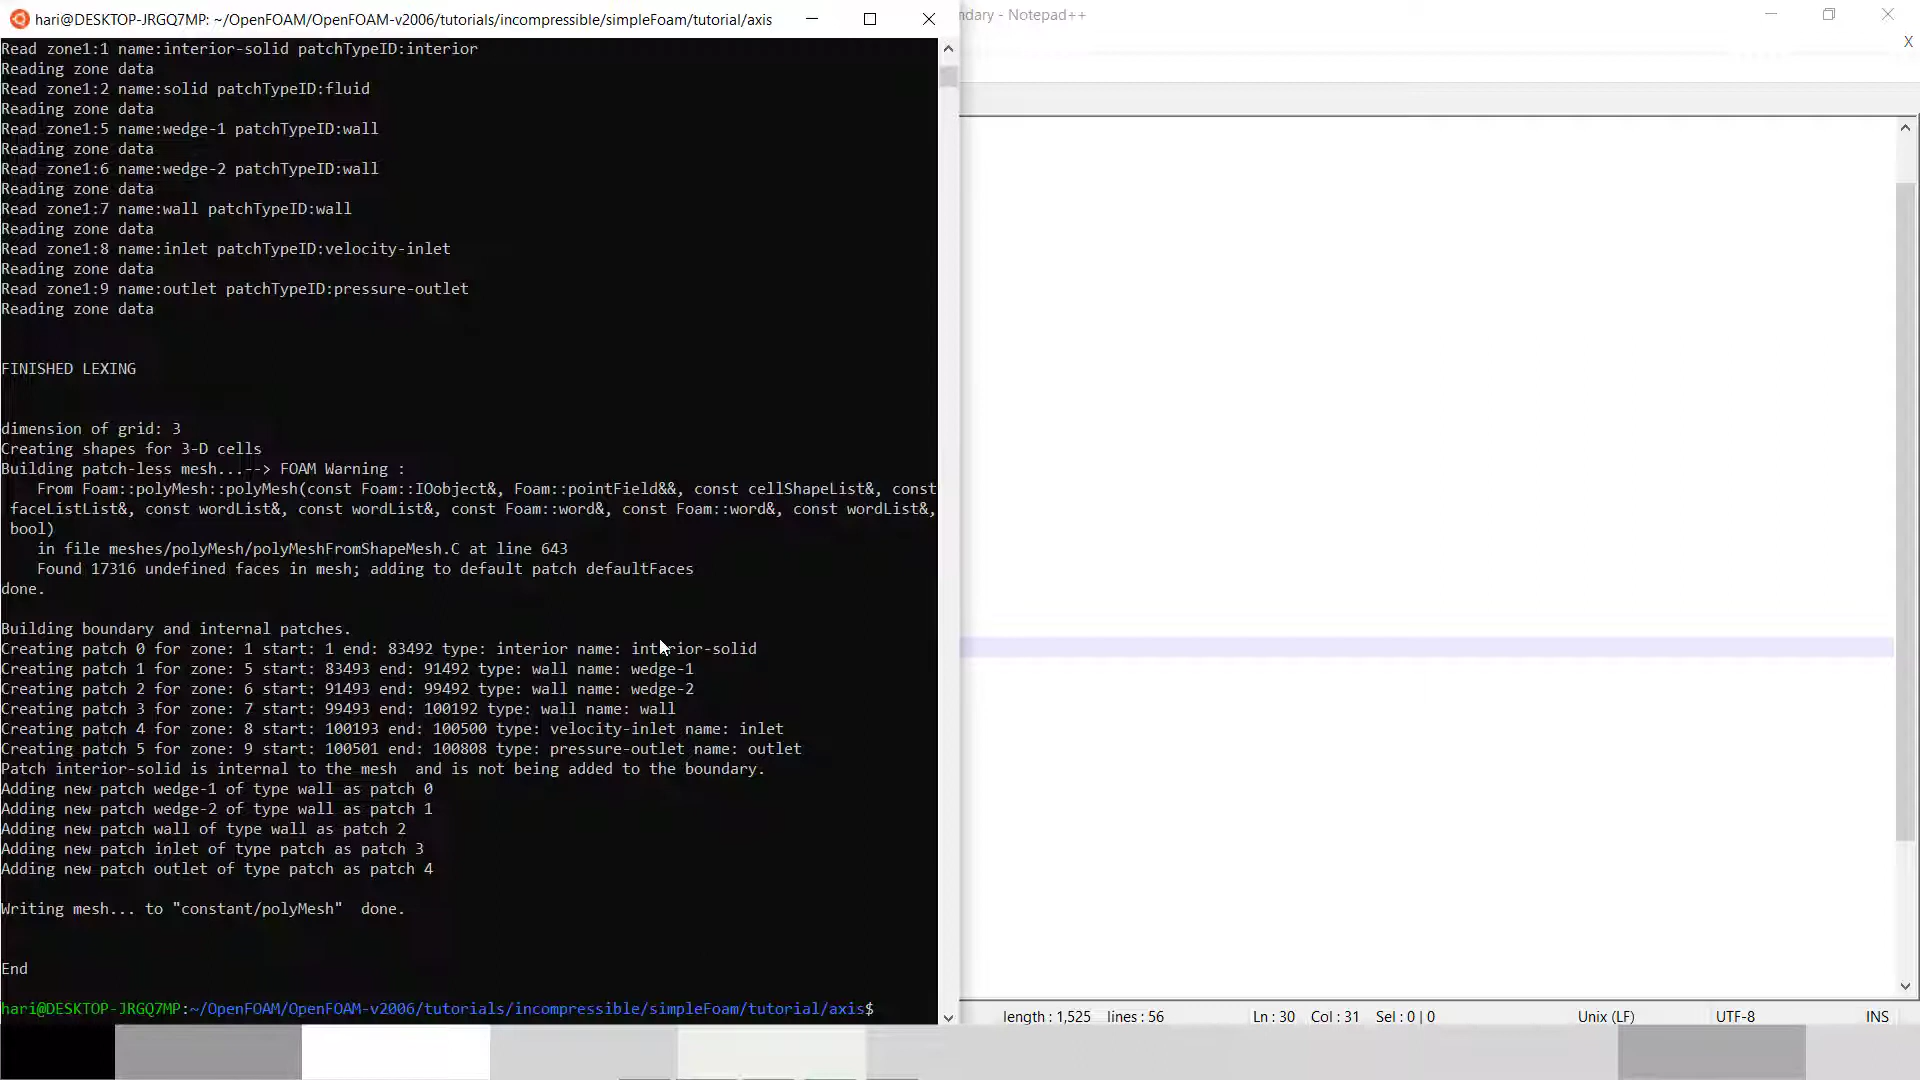 hari@DESKTOP-JRGQ7MP: ~/OpenFOAM/OpenFOAM-v2006/tutorials/incompressible/simpleFoam/tutorial/axis
ndary - Notepad++
X
Read zone1:1 name:interior-solid patchTypeID:interior
Reading zone data
Read zone1:2 name:solid patchTypeID:fluid
Reading zone data
Read zone1:5 name:wedge-1 patchTypeID:wall
Reading zone data
Read zone1:6 name:wedge-2 patchTypeID:wall
Reading zone data
Read zone1:7 name:wall patchTypeID:wall
Reading zone data
Read zone1:8 name:inlet patchTypeID:velocity-inlet
Reading zone data
Read zone1:9 name:outlet patchTypeID:pressure-outlet
Reading zone data
FINISHED LEXING
dimension of grid: 3
Creating shapes for 3-D cells
Building patch-less mesh...--> FOAM Warning :
From Foam::polyMesh::polyMesh(const Foam::IOobject&, Foam::pointField&&, const cellShapeList&, const
faceListList&, const wordList&, const wordList&, const Foam::word&, const Foam::word&, const wordList&,
bool)
in file meshes/polyMesh/polyMeshFromShapeMesh.C at line 643
Found 17316 undefined faces in mesh; adding to default patch defaultFaces
done.
Building boundary and internal patches.
Creating patch 0 for zone: 1 start: 1 end: 83492 type: interior name: interior-solid
Creating patch 1 for zone: 5 start: 83493 end: 91492 type: wall name: wedge-1
Creating patch 2 for zone: 6 start: 91493 end: 99492 type: wall name: wedge-2
Creating patch 3 for zone: 7 start: 99493 end: 100192 type: wall name: wall
Creating patch 4 for zone: 8 start: 100193 end: 100500 type: velocity-inlet name: inlet
Creating patch 5 for zone: 9 start: 100501 end: 100808 type: pressure-outlet name: outlet
Patch interior-solid is internal to the mesh  and is not being added to the boundary.
Adding new patch wedge-1 of type wall as patch 0
Adding new patch wedge-2 of type wall as patch 1
Adding new patch wall of type wall as patch 2
Adding new patch inlet of type patch as patch 3
Adding new patch outlet of type patch as patch 4
Writing mesh... to "constant/polyMesh"  done.
End
hari@DESKTOP-JRGQ7MP:~/OpenFOAM/OpenFOAM-v2006/tutorials/incompressible/simpleFoam/tutorial/axis$
length : 1,525 lines : 56 Ln : 30 Col : 31 Sel : 0 | 0 Unix (LF) UTF-8 INS